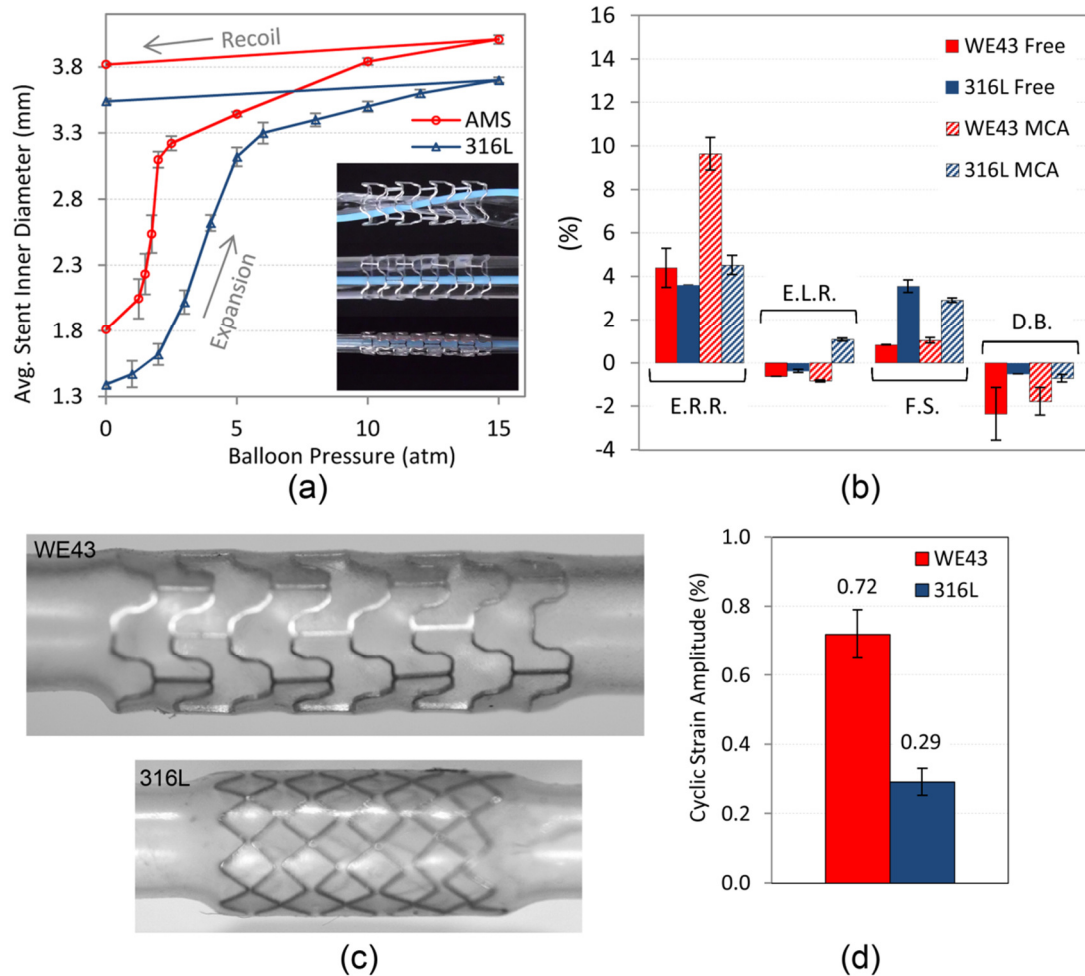 Avg. Stent Inner Diameter (mm)
3.8
3.3
2.8
2.3
1.8
1.3
Recoil
AMS
316L
Expansion
0
5
10
15
Balloon Pressure (atm)
(a)
(%)
16
14
12
10
8
6
4
2
0
-2
-4
WE43 Free
316L Free
WE43 MCA
316L MCA
E.R.R.
E.L.R.
F.S.
D.B.
(b)
WE43
316L
(c)
Cyclic Strain Amplitude (%)
1.0
0.8
0.6
0.4
0.2
0.0
WE43
316L
0.72
0.29
(d)